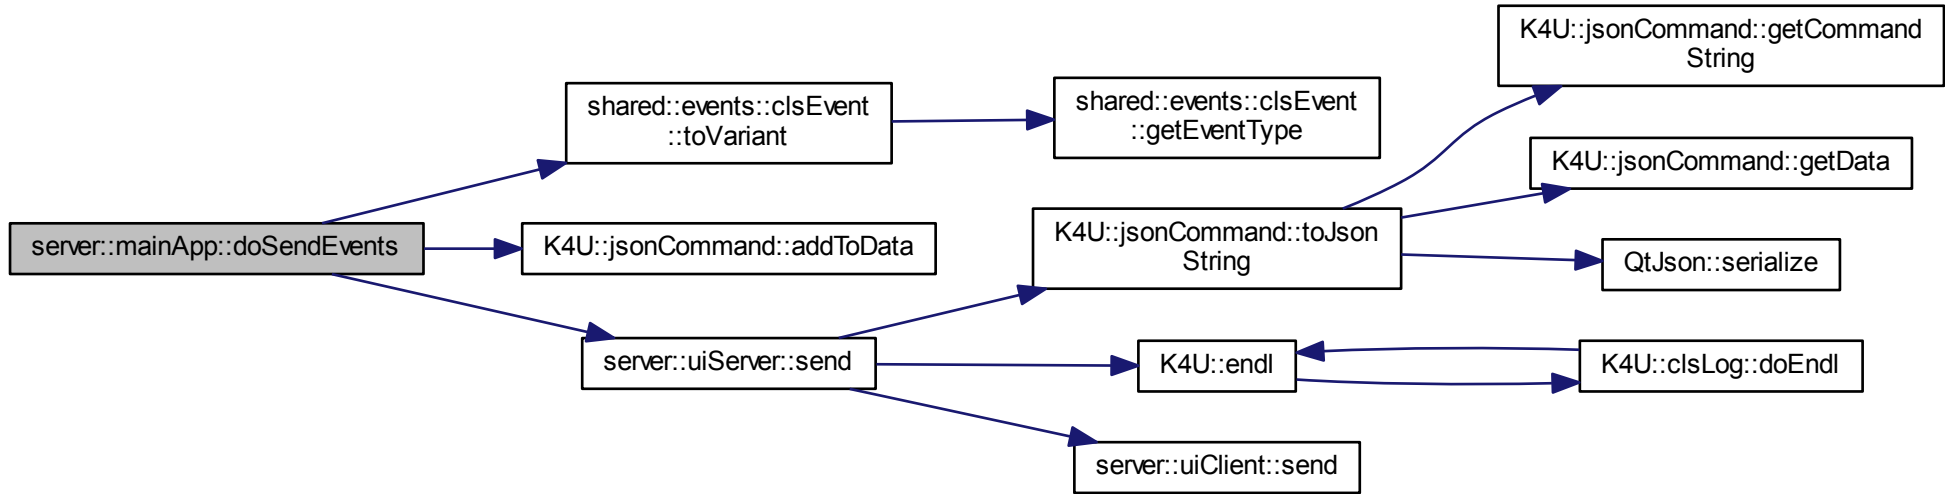 server::mainApp::doSendEvents
shared::events::clsEvent
::toVariant
K4U::jsonCommand::addToData
server::uiServer::send
shared::events::clsEvent
::getEventType
K4U::jsonCommand::toJson
String
K4U::endl
server::uiClient::send
K4U::jsonCommand::getCommand
String
K4U::jsonCommand::getData
QtJson::serialize
K4U::clsLog::doEndl